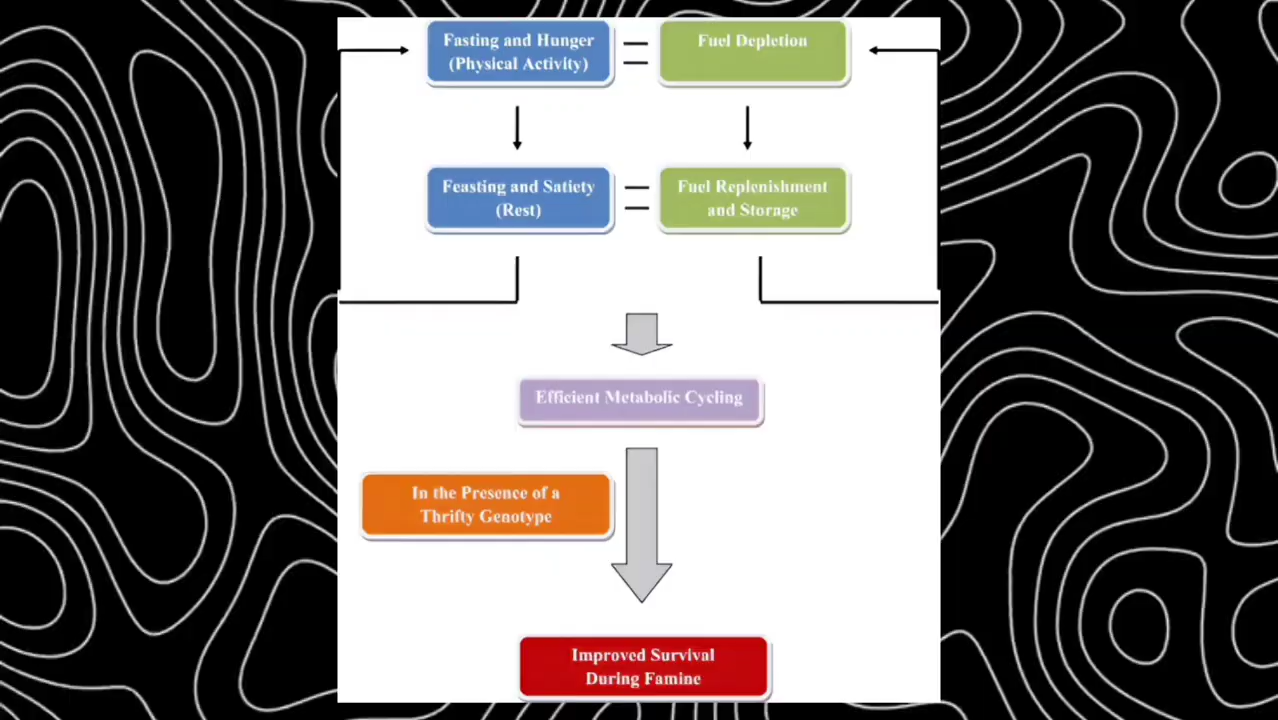 Fasting and Hunger
(Physical Activity)
Fuel Depletion
Feasting and Satiety
(Rest)
Fuel Replenishment
and Storage
Efficient Metabolic Cycling
In the Presence of a
Thrifty Genotype
Improved Survival
During Famine